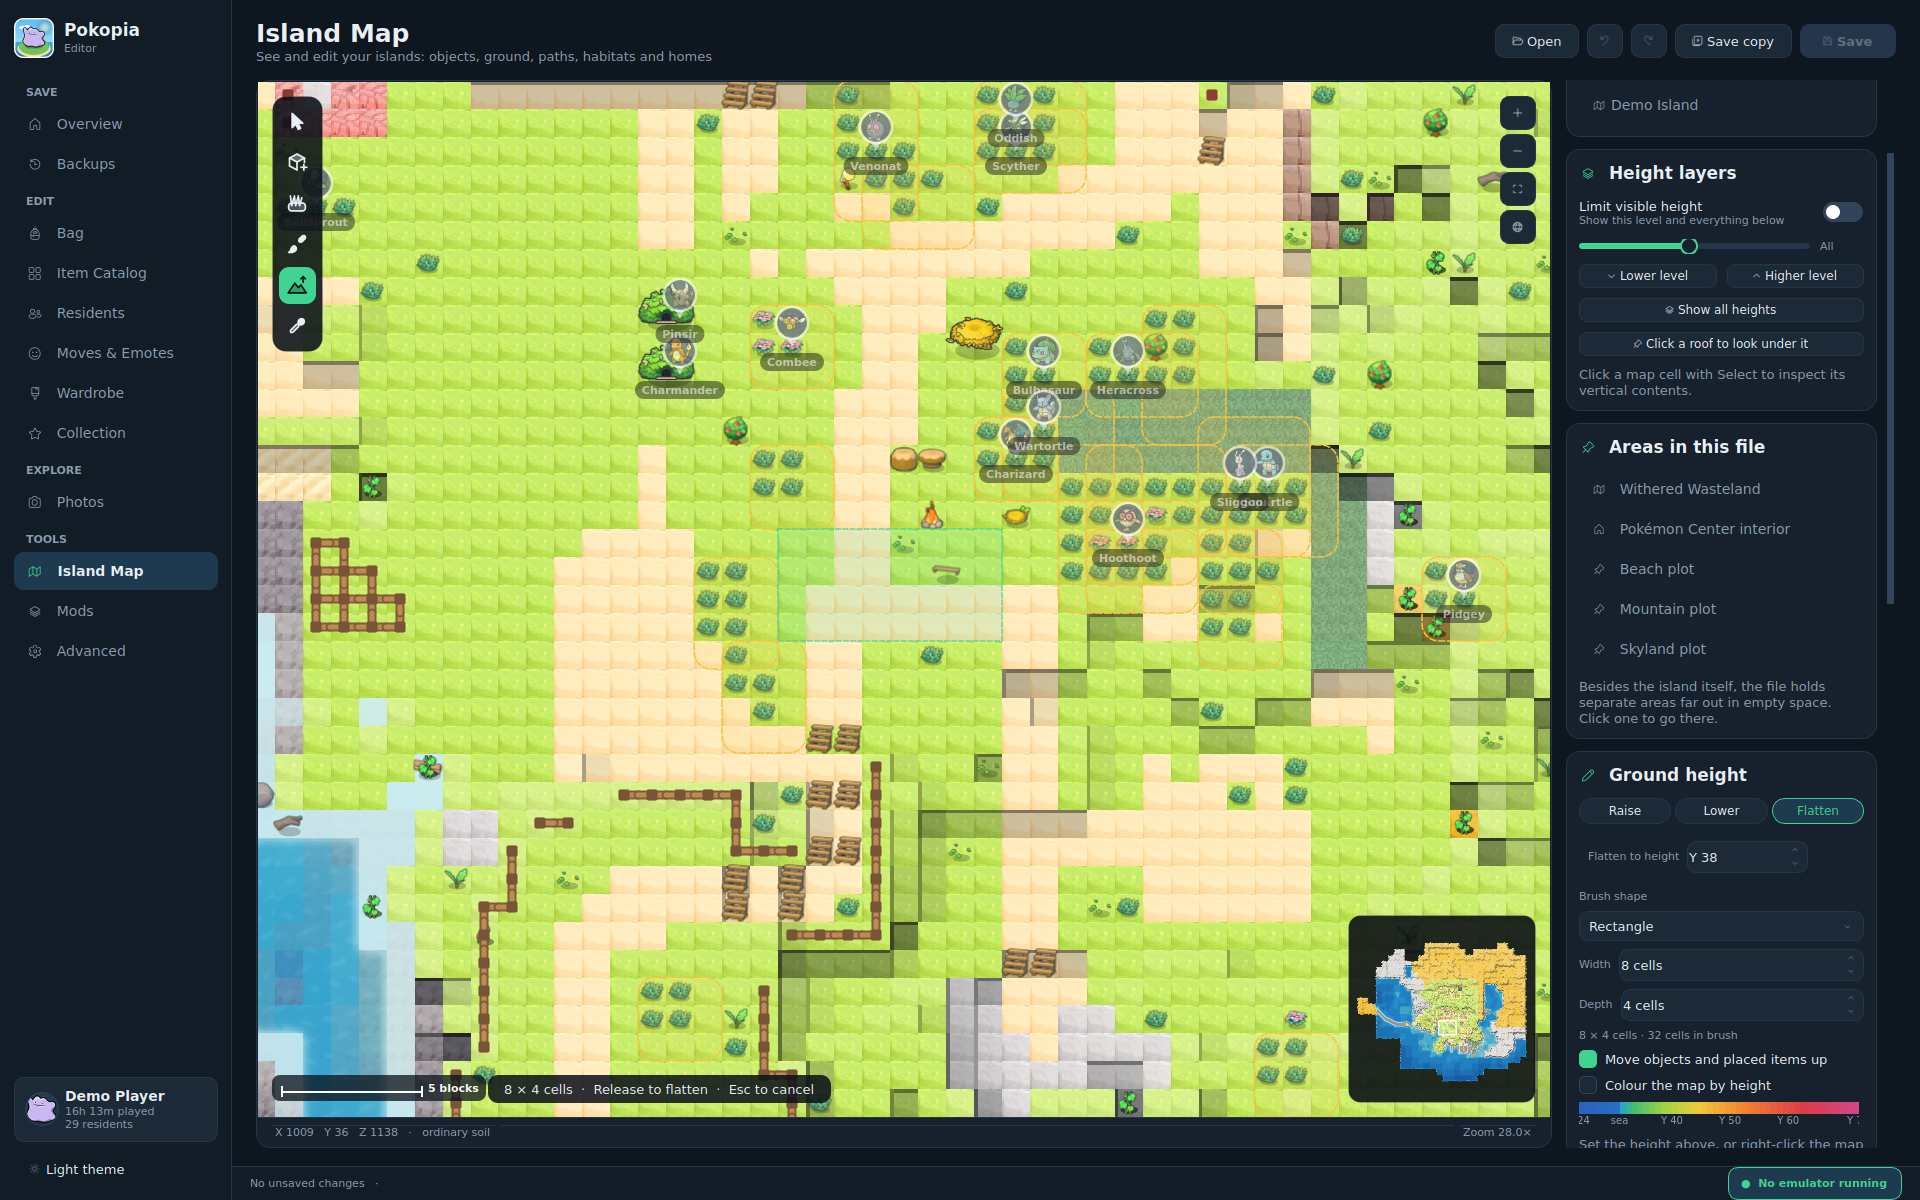 Pokopia
Editor
SAVE
Overview
Backups
EDIT
Bag
Item Catalog
Residents
Moves & Emotes
Wardrobe
Collection
EXPLORE
Photos
TOOLS
Island Map
Mods
Advanced
Demo Player
16h 13m played
29 residents
Light theme
Island Map
See and edit your islands: objects, ground, paths, habitats and homes
Open
Save copy
Save
Oddish
Venonat
Scyther
Pinsir
Combee
Charmander
Bulbasaur
Heracross
Wartortle
Charizard
Hoothoot
Pidgey
5 blocks
8 × 4 cells · Release to flatten · Esc to cancel
X 1009 Y 36 Z 1138 · ordinary soil
Zoom 28.0×
Demo Island
Height layers
Limit visible height
Show this level and everything below
All
Lower level
Higher level
Show all heights
Click a roof to look under it
Click a map cell with Select to inspect its
vertical contents.
Areas in this file
Withered Wasteland
Pokémon Center interior
Beach plot
Mountain plot
Skyland plot
Besides the island itself, the file holds
separate areas far out in empty space.
Click one to go there.
Ground height
Raise
Lower
Flatten
Flatten to height
Y 38
Brush shape
Rectangle
Width
8 cells
Depth
4 cells
8 × 4 cells · 32 cells in brush
Move objects and placed items up
Colour the map by height
24 sea Y 40 Y 50 Y 60
Set the height above, or right-click the map
No unsaved changes ·
No emulator running